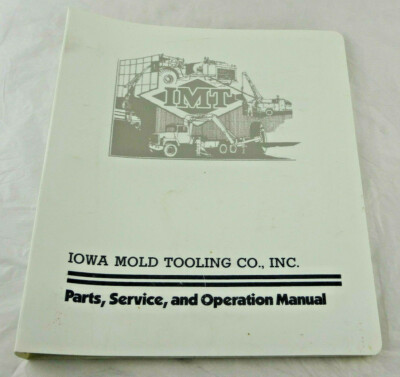 IMT
IOWA MOLD TOOLING CO., INC.
Parts, Service, and Operation Manual